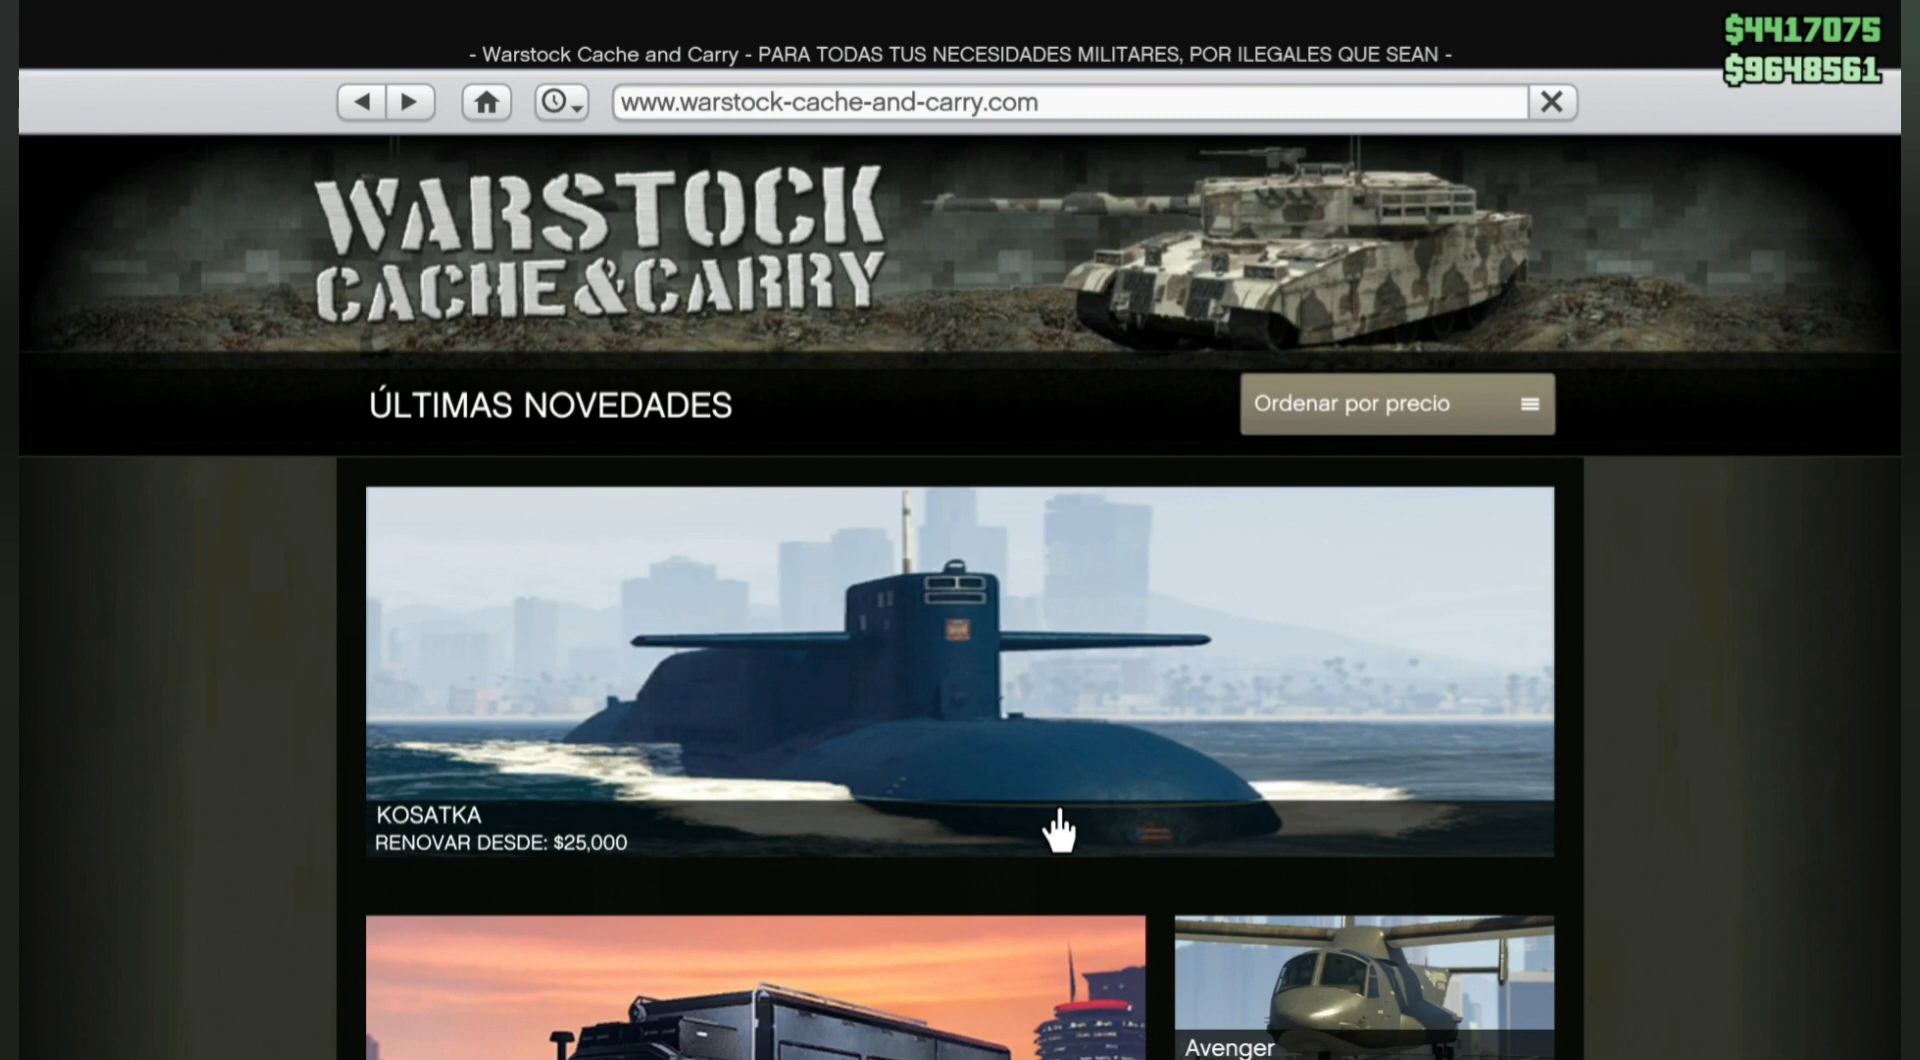 $4417075
$9648561
- Warstock Cache and Carry - PARA TODAS TUS NECESIDADES MILITARES, POR ILEGALES QUE SEAN -
www.warstock-cache-and-carry.com
WARSTOCK
CACHE&CARRY
ÚLTIMAS NOVEDADES
Ordenar por precio
KOSATKA
RENOVAR DESDE: $25,000
Avenger